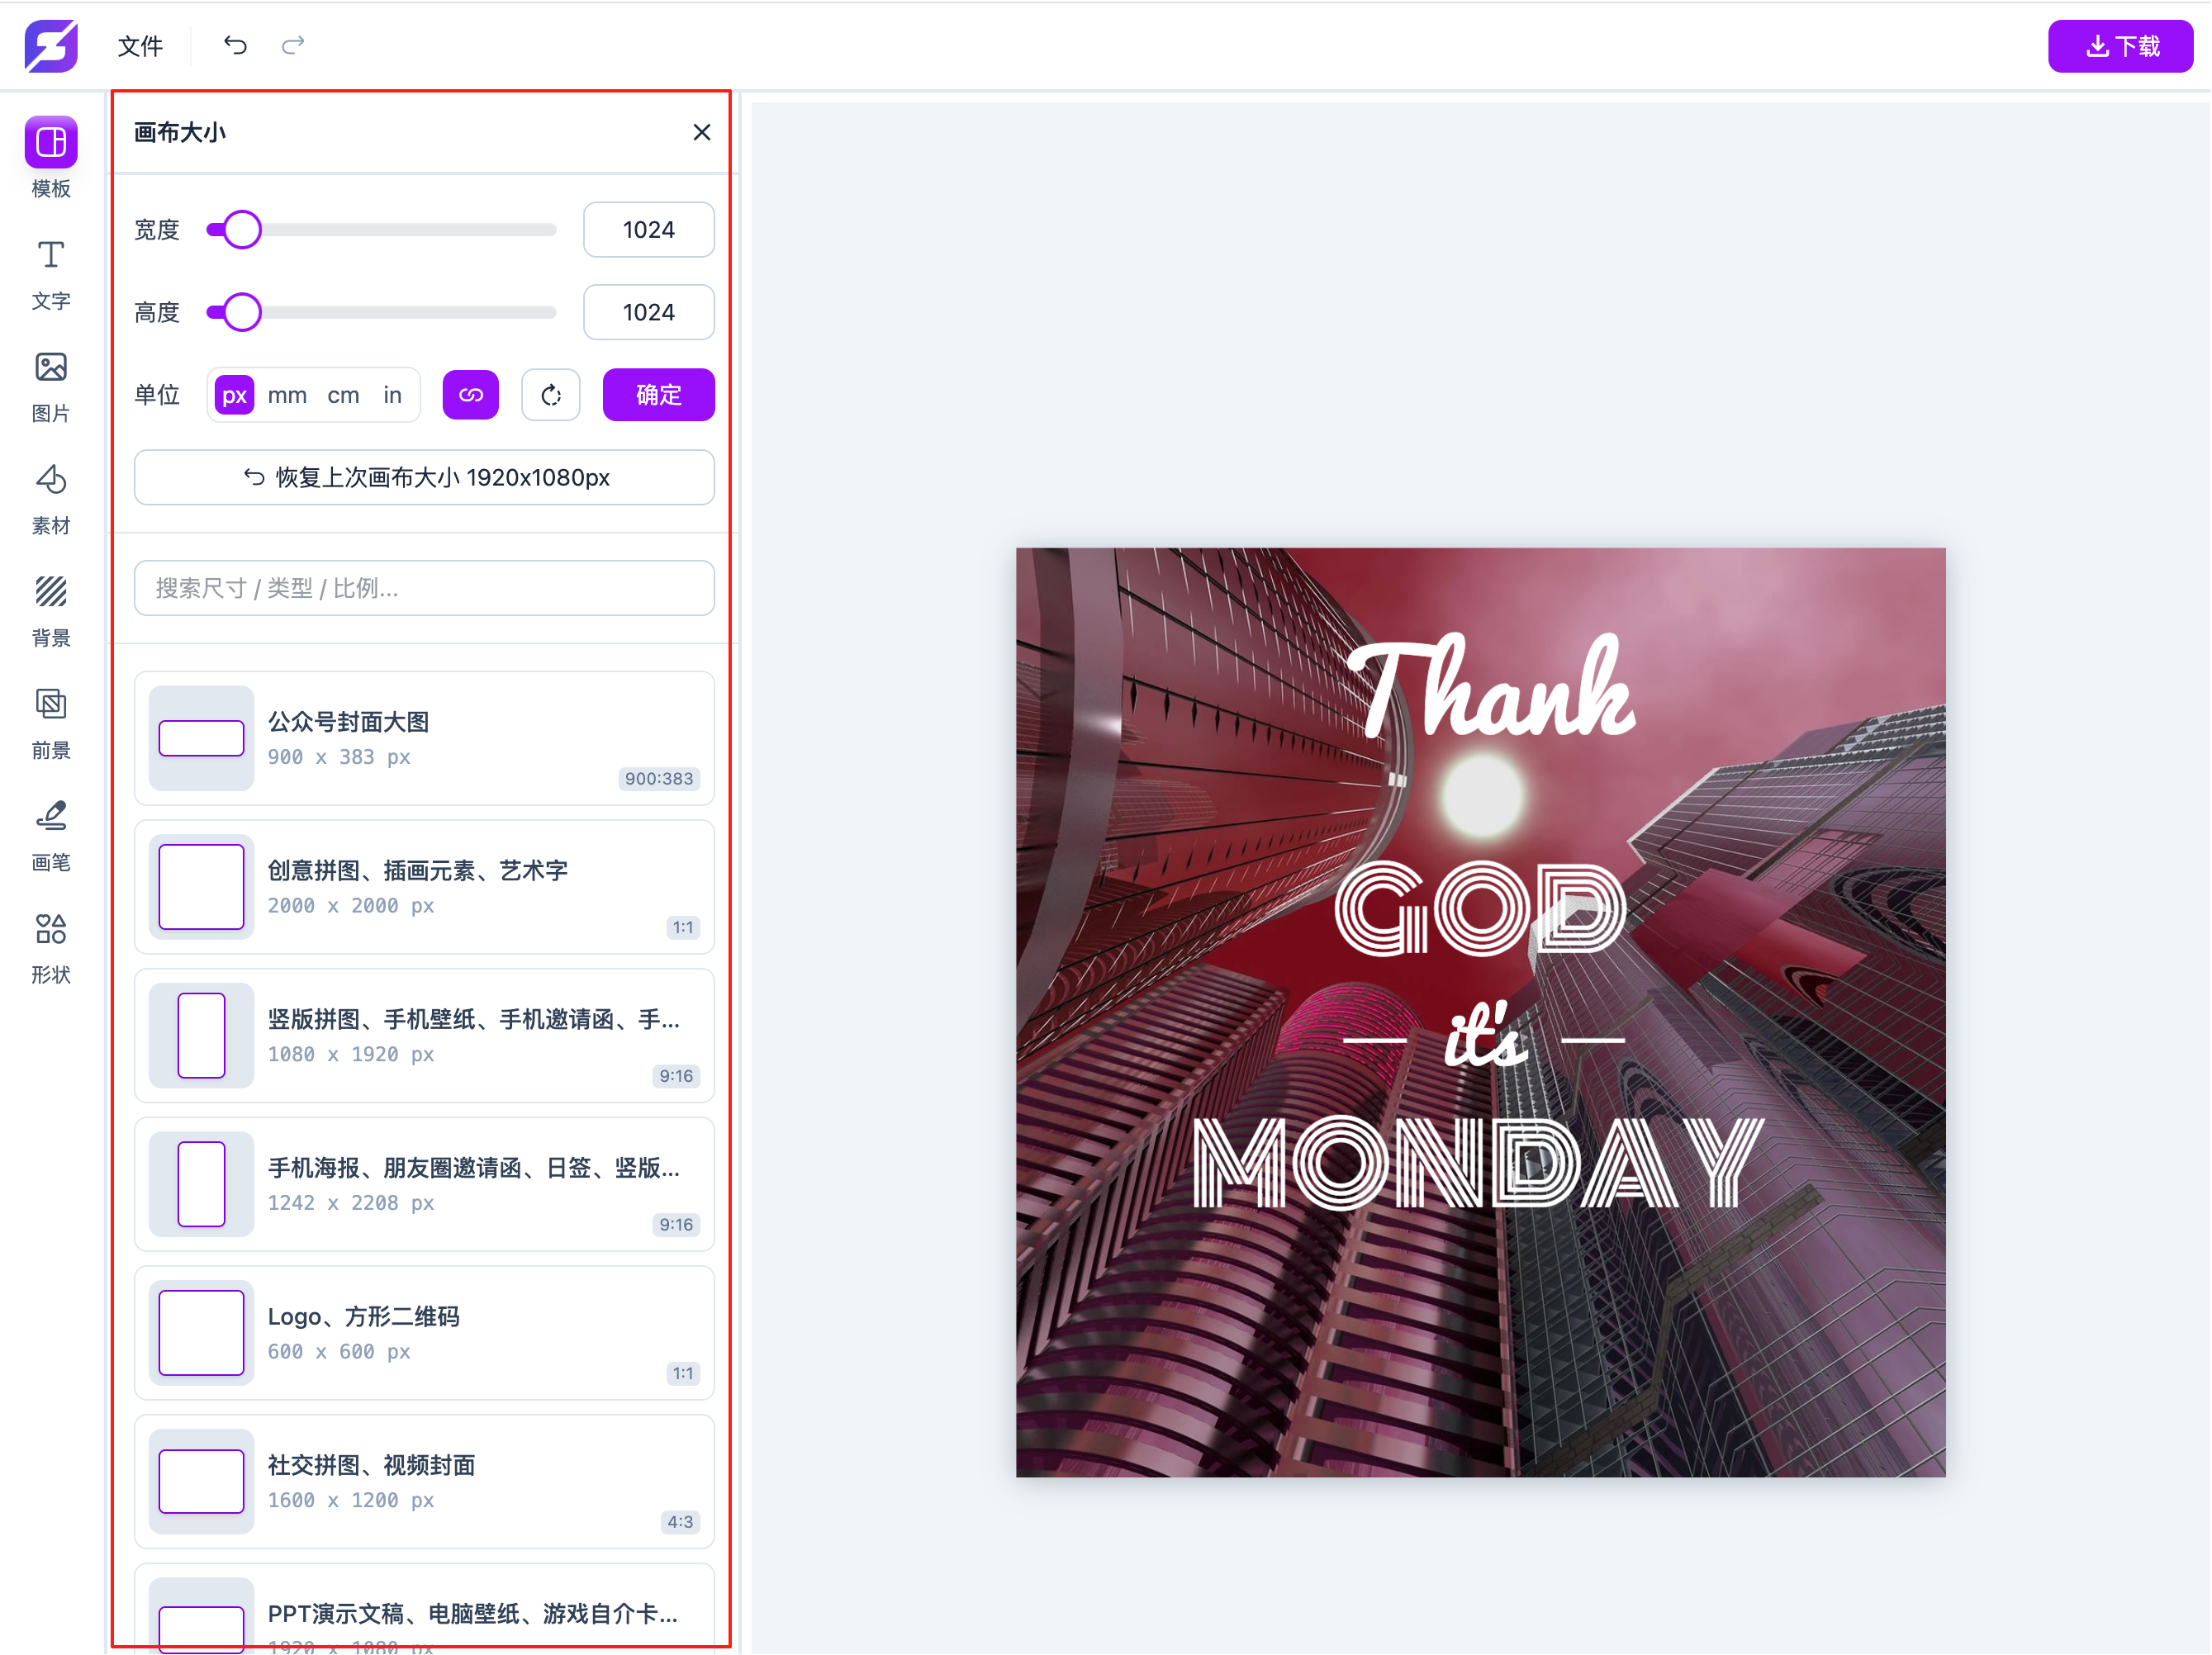 文件
下载
模板
文字
图片
素材
背景
前景
画笔
形状
画布大小
宽度
1024
高度
1024
单位
px mm cm in
确定
恢复上次画布大小 1920x1080px
搜索尺寸 / 类型 / 比例...
公众号封面大图
900 x 383 px
900:383
创意拼图、插画元素、艺术字
2000 x 2000 px
1:1
竖版拼图、手机壁纸、手机邀请函、手...
1080 x 1920 px
9:16
手机海报、朋友圈邀请函、日签、竖版...
1242 x 2208 px
9:16
Logo、方形二维码
600 x 600 px
1:1
社交拼图、视频封面
1600 x 1200 px
4:3
PPT演示文稿、电脑壁纸、游戏自介卡...
1920 x 1080 px
Thank
GOD
it's
MONDAY